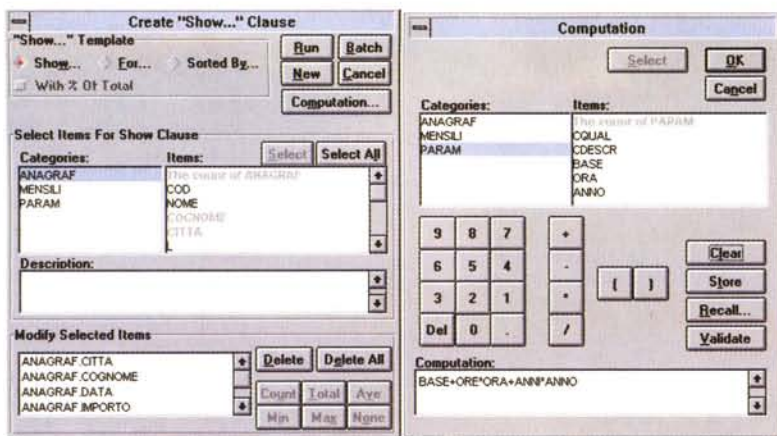 Create "Show..." Clause
"Show..." Template
Show... For... Sorted By...
With % Of Total
Run Batch
New Cancel
Computation...
Select Items For Show Clause
Categories: Items: Select Select All
ANAGRAF
MENSILI
PARAM
The count of ANAGRAF
COD
NOME
COGNOME
CITTA
L
Description:
Modify Selected Items
ANAGRAF.CITTA
ANAGRAF.COGNOME
ANAGRAF.DATA
ANAGRAF.IMPORTO
Delete Delete All
Count Total Ave
Min Max None
Computation
Select OK
Cancel
Categories: Items:
ANAGRAF
MENSILI
PARAM
The count of PARAM
CQUAL
CDESCR
BASE
ORA
ANNO
9 8 7 +
6 5 4 - ( )
3 2 1 *
Del 0 . /
Clear
Store
Recall...
Validate
Computation:
BASE+ORE*ORA+ANNI*ANNO